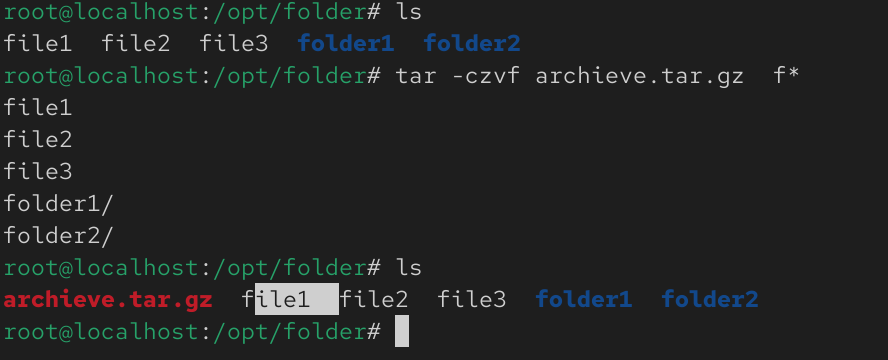 root@localhost:/opt/folder# ls
file1  file2  file3  folder1  folder2
root@localhost:/opt/folder# tar -czvf archieve.tar.gz  f*
file1
file2
file3
folder1/
folder2/
root@localhost:/opt/folder# ls
archieve.tar.gz  file1  file2  file3  folder1  folder2
root@localhost:/opt/folder#